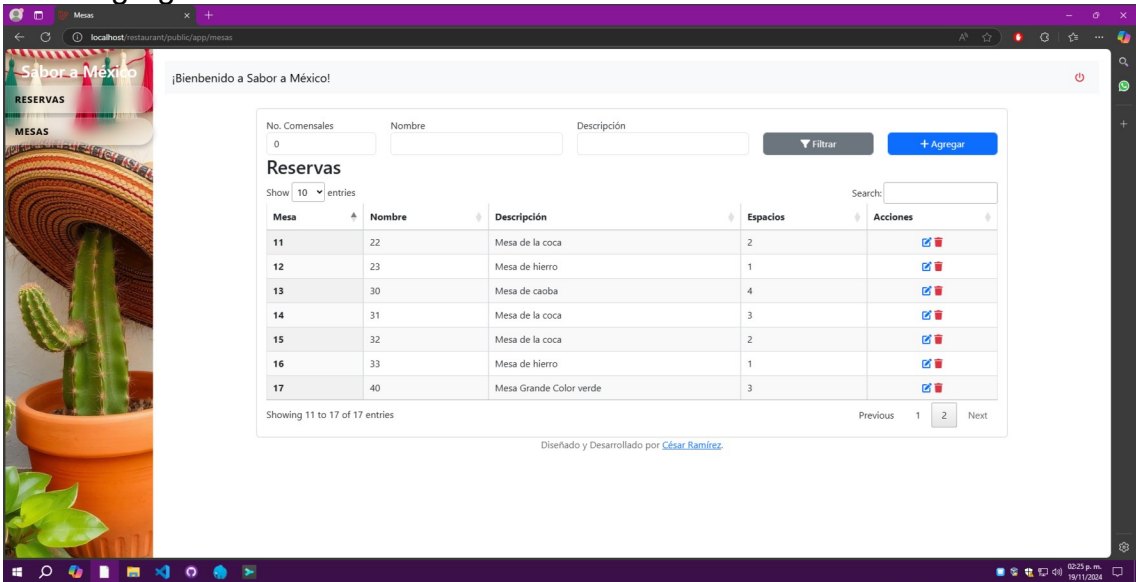 Mesas
localhost/restaurant/public/app/mesas
Sabor a México
¡Bienbenido a Sabor a México!
RESERVAS
MESAS
No. Comensales Nombre Descripción
0 Filtrar + Agregar
Reservas
Show 10 entries Search:
Mesa Nombre Descripción Espacios Acciones
11 22 Mesa de la coca 2
12 23 Mesa de hierro 1
13 30 Mesa de caoba 4
14 31 Mesa de la coca 3
15 32 Mesa de la coca 2
16 33 Mesa de hierro 1
17 40 Mesa Grande Color verde 3
Showing 11 to 17 of 17 entries Previous 1 2 Next
Diseñado y Desarrollado por César Ramírez.
02:25 p. m.
19/11/2024